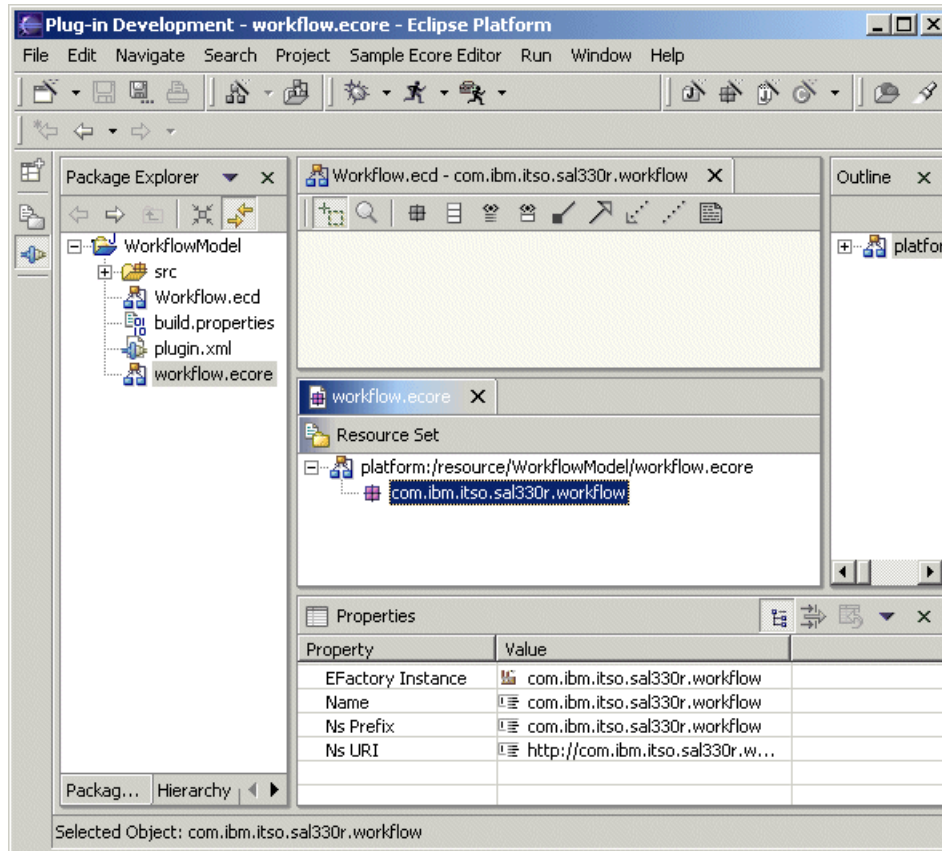 Plug-in Development - workflow.ecore - Eclipse Platform
File Edit Navigate Search Project Sample Ecore Editor Run Window Help
Package Explorer
WorkflowModel
src
Workflow.ecd
build.properties
plugin.xml
workflow.ecore
Packag... Hierarchy
Workflow.ecd - com.ibm.itso.sal330r.workflow
workflow.ecore
Resource Set
platform:/resource/WorkflowModel/workflow.ecore
com.ibm.itso.sal330r.workflow
Outline
platfor
Properties
Property Value
EFactory Instance com.ibm.itso.sal330r.workflow
Name com.ibm.itso.sal330r.workflow
Ns Prefix com.ibm.itso.sal330r.workflow
Ns URI http://com.ibm.itso.sal330r.w...
Selected Object: com.ibm.itso.sal330r.workflow